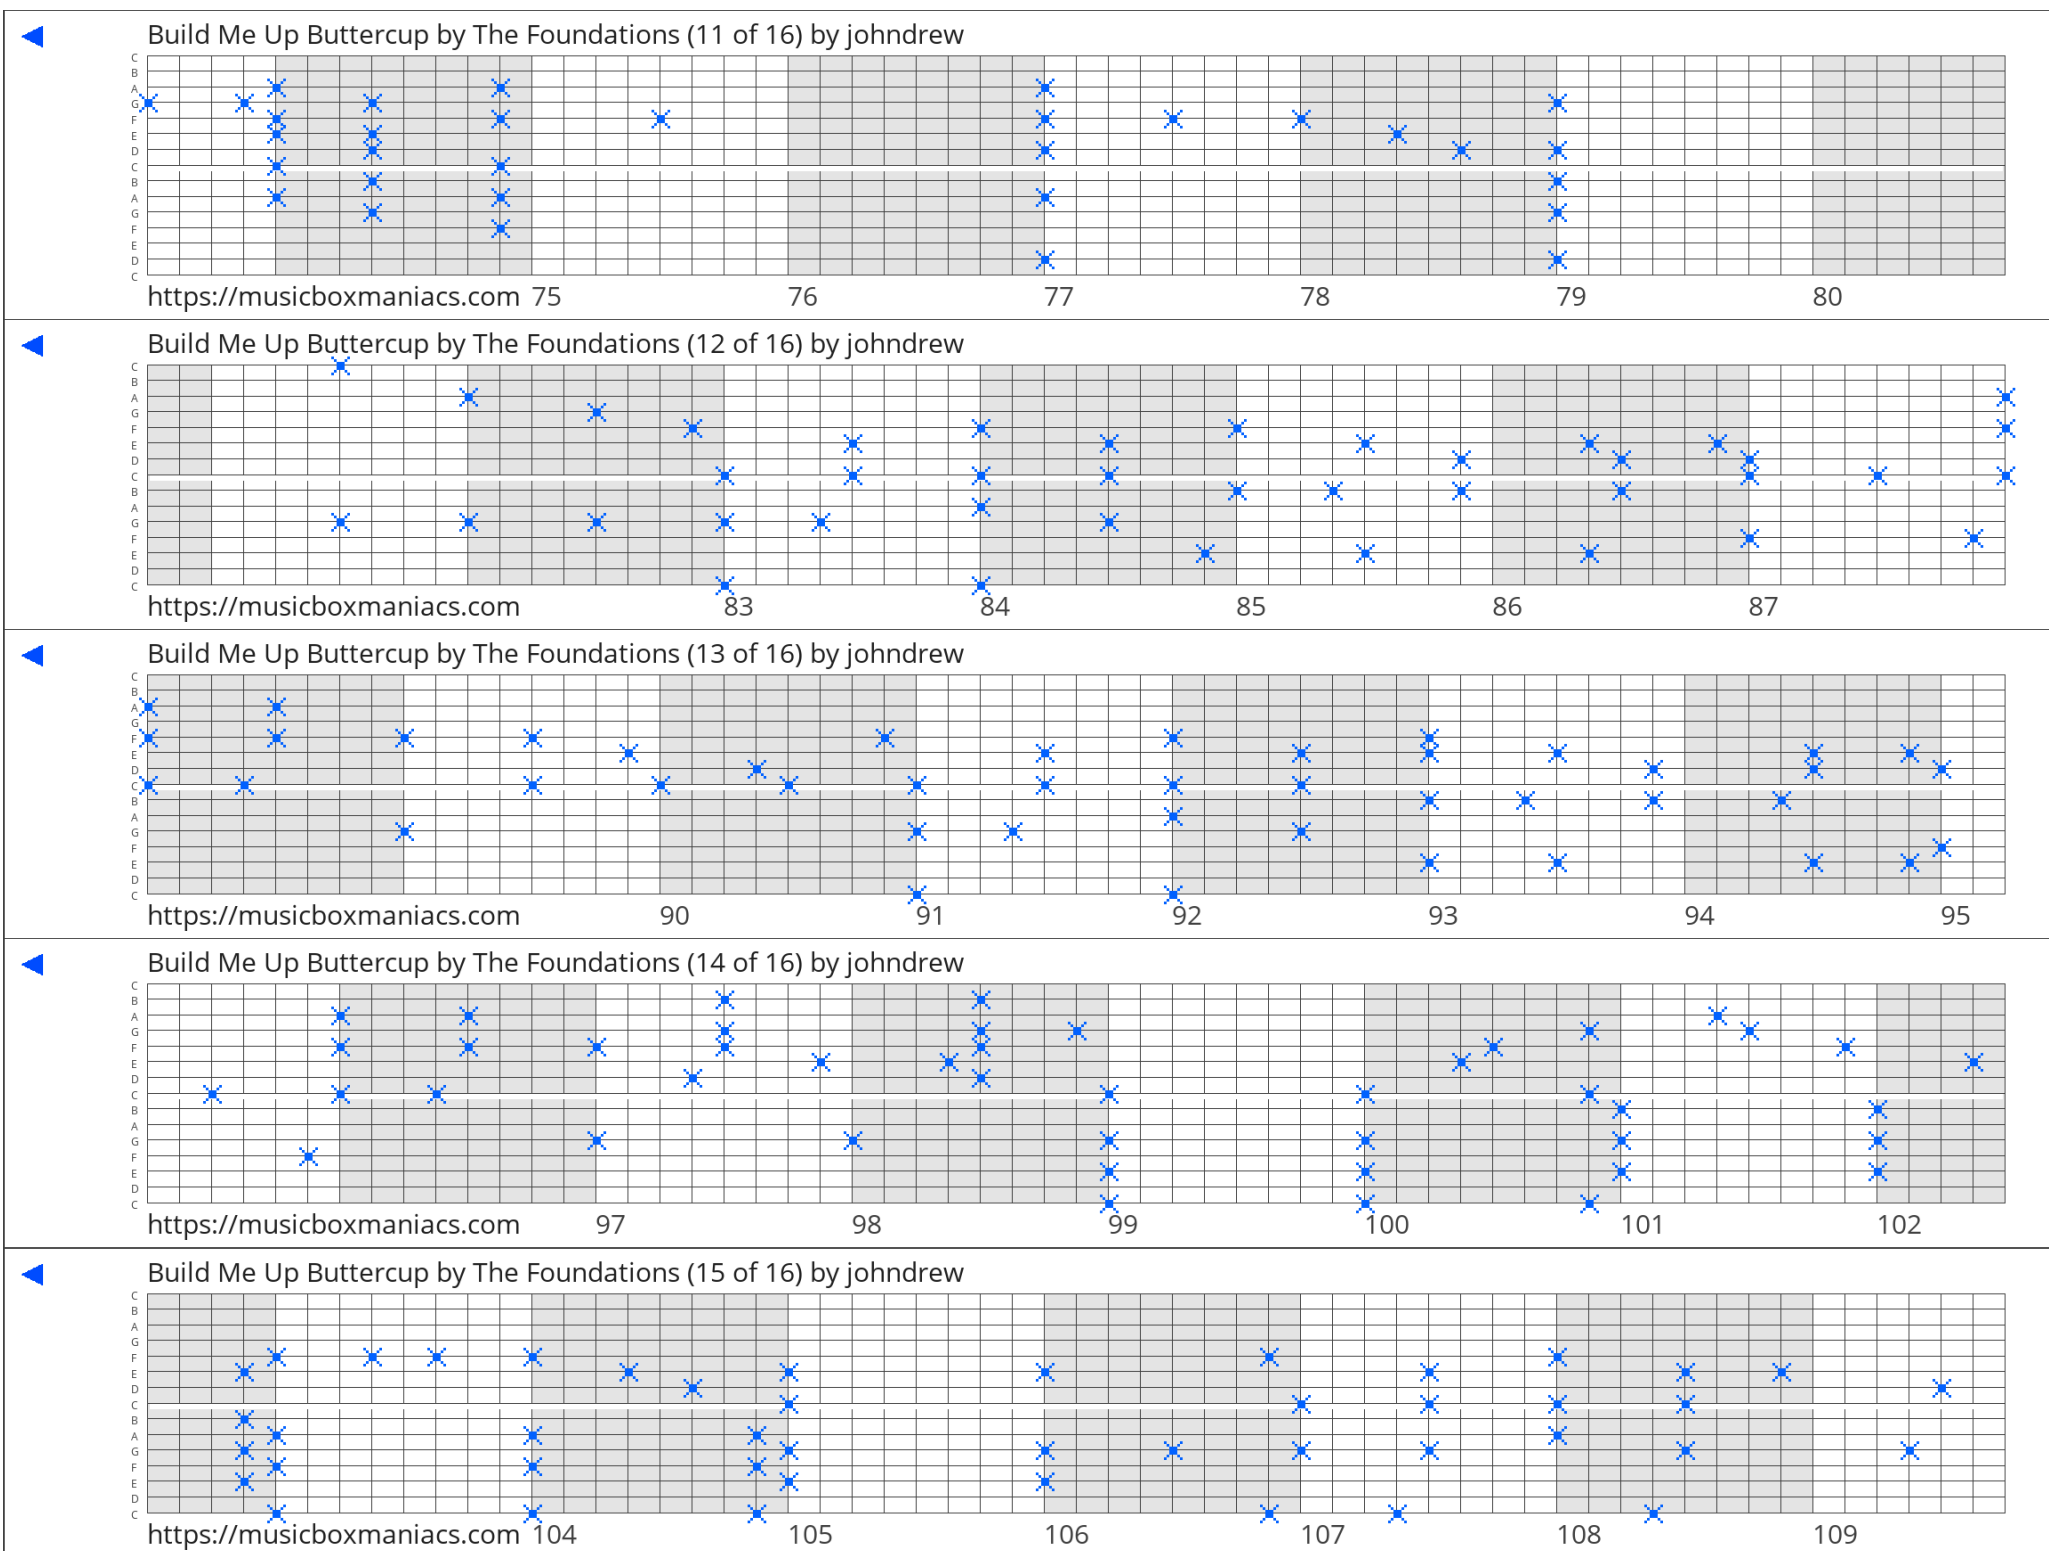 Build Me Up Buttercup by The Foundations (11 of 16) by johndrew
C
B
A
G
F
E
D
C
B
A
G
F
E
D
C
https://musicboxmaniacs.com 75 76 77 78 79 80
Build Me Up Buttercup by The Foundations (12 of 16) by johndrew
C
B
A
G
F
E
D
C
B
A
G
F
E
D
C
https://musicboxmaniacs.com 83 84 85 86 87
Build Me Up Buttercup by The Foundations (13 of 16) by johndrew
C
B
A
G
F
E
D
C
B
A
G
F
E
D
C
https://musicboxmaniacs.com 90 91 92 93 94 95
Build Me Up Buttercup by The Foundations (14 of 16) by johndrew
C
B
A
G
F
E
D
C
B
A
G
F
E
D
C
https://musicboxmaniacs.com 97 98 99 100 101 102
Build Me Up Buttercup by The Foundations (15 of 16) by johndrew
C
B
A
G
F
E
D
C
B
A
G
F
E
D
C
https://musicboxmaniacs.com 104 105 106 107 108 109